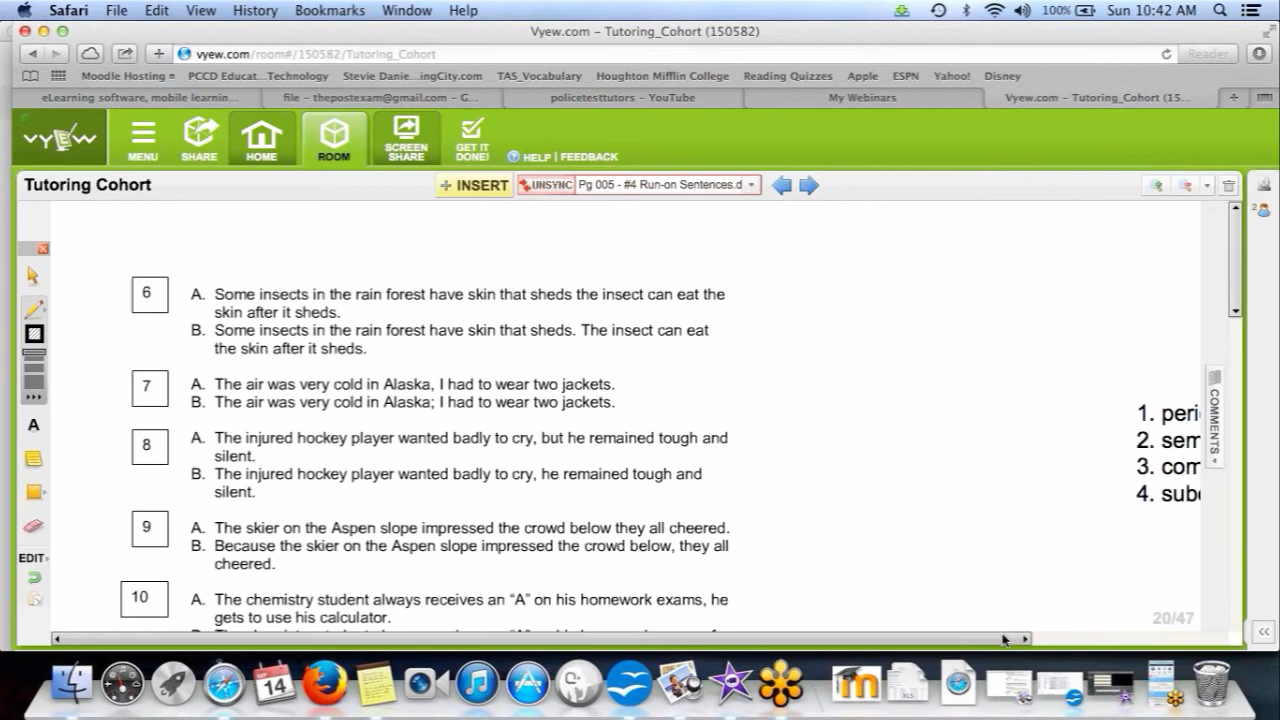 Safari File Edit View History Bookmarks Window Help 100% Sun 10:42 AM
Vyew.com – Tutoring_Cohort (150582)
vyew.com/room#/150582/Tutoring_Cohort Reader
Moodle Hosting PCCD Educat...Technology Stevie Danie...ingCity.com TAS_Vocabulary Houghton Mifflin College Reading Quizzes Apple ESPN Yahoo! Disney
eLearning software, mobile learnin... file – thepostexam@gmail.com – G... policetesttutors – YouTube My Webinars Vyew.com – Tutoring_Cohort (15...
VYEW MENU SHARE HOME ROOM SCREEN SHARE GET IT DONE! HELP | FEEDBACK
Tutoring Cohort + INSERT UNSYNC Pg 005 - #4 Run-on Sentences.d
2
6 A. Some insects in the rain forest have skin that sheds the insect can eat the
skin after it sheds.
B. Some insects in the rain forest have skin that sheds. The insect can eat
the skin after it sheds.
7 A. The air was very cold in Alaska, I had to wear two jackets.
B. The air was very cold in Alaska; I had to wear two jackets.
8 A. The injured hockey player wanted badly to cry, but he remained tough and
silent.
B. The injured hockey player wanted badly to cry, he remained tough and
silent.
9 A. The skier on the Aspen slope impressed the crowd below they all cheered.
B. Because the skier on the Aspen slope impressed the crowd below, they all
cheered.
10 A. The chemistry student always receives an “A” on his homework exams, he
gets to use his calculator.
1. peri
2. sem
3. com
4. sub
COMMENTS
A
EDIT
20/47
SEP
14
m
XLS